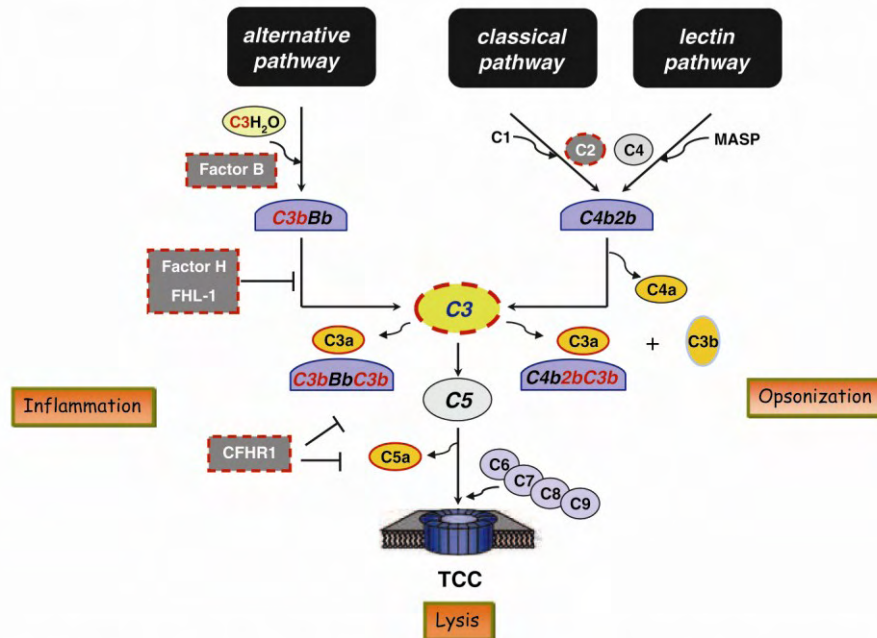 alternative
pathway
classical
pathway
lectin
pathway
C3H₂O
Factor B
C1
C2
C4
MASP
C3bBb
C4b2b
Factor H
FHL-1
C3
C4a
C3a
C3a
+
C3b
C3bBbC3b
C4b2bC3b
Inflammation
C5
Opsonization
CFHR1
C5a
C6
C7
C8
C9
TCC
Lysis